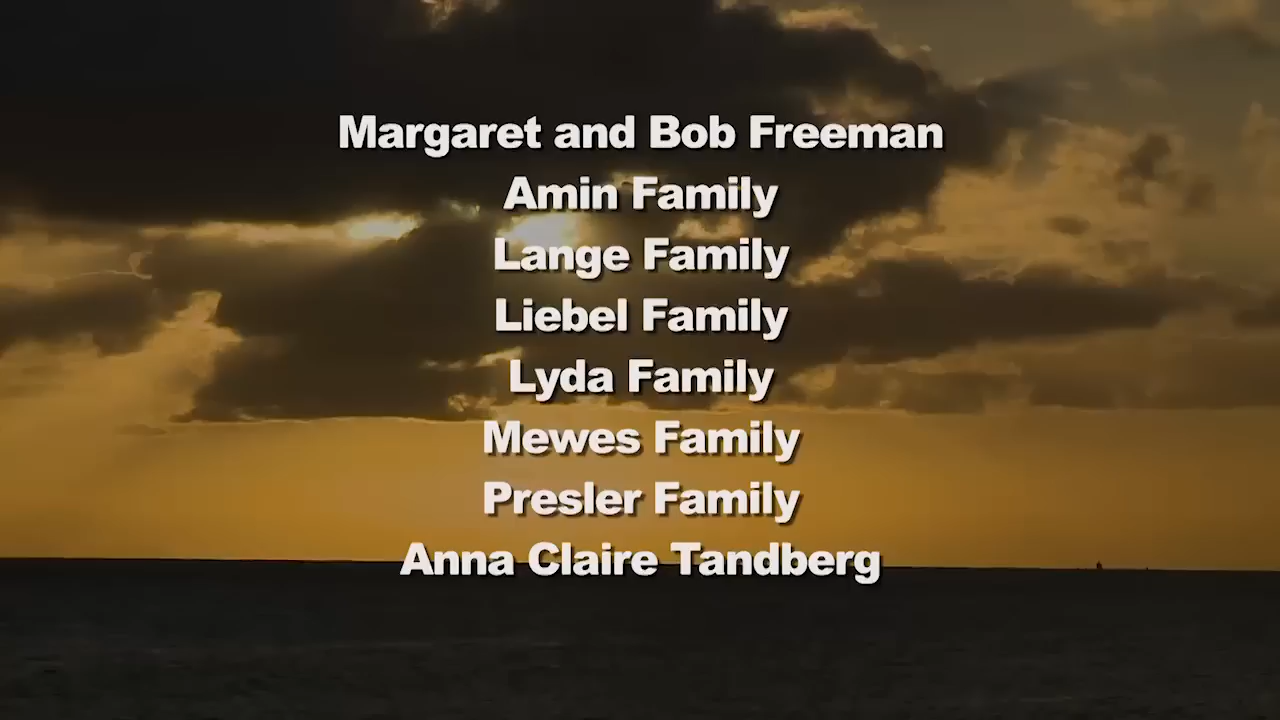 Margaret and Bob Freeman
Amin Family
Lange Family
Liebel Family
Lyda Family
Mewes Family
Presler Family
Anna Claire Tandberg